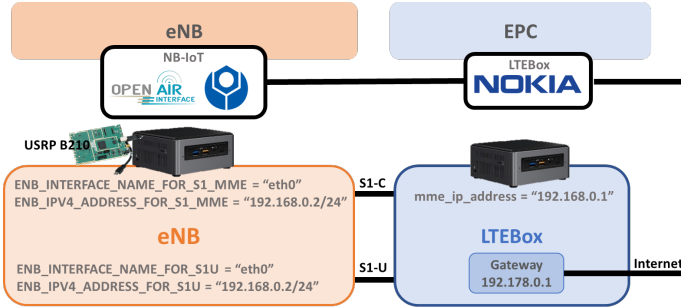 eNB
EPC
NB-IoT
LTEBox
OPEN AIR
INTERFACE
NOKIA
USRP B210
ENB_INTERFACE_NAME_FOR_S1_MME = “eth0”
ENB_IPV4_ADDRESS_FOR_S1_MME = “192.168.0.2/24”
S1-C
mme_ip_address = “192.168.0.1”
eNB
LTEBox
ENB_INTERFACE_NAME_FOR_S1U = “eth0”
ENB_IPV4_ADDRESS_FOR_S1U = “192.168.0.2/24”
S1-U
Gateway
192.178.0.1
Internet